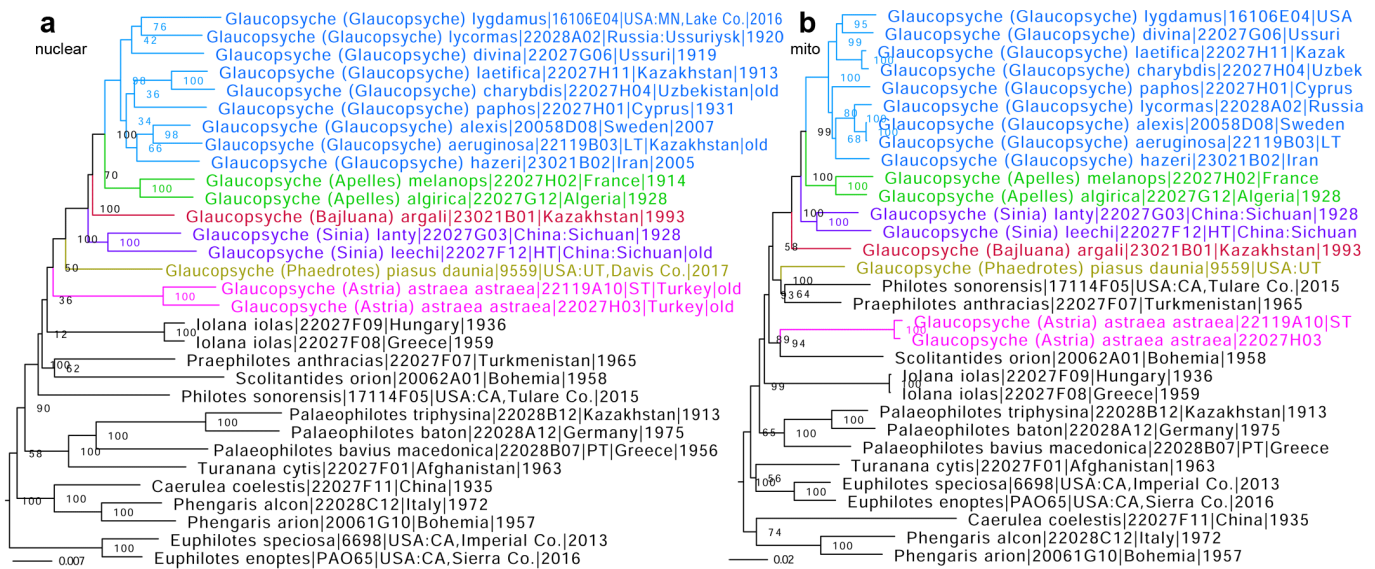 a
nuclear
Glaucopsyche (Glaucopsyche) lygdamus|16106E04|USA:MN,Lake Co.|2016
76
Glaucopsyche (Glaucopsyche) lycormas|22028A02|Russia:Ussuriysk|1920
42
Glaucopsyche (Glaucopsyche) divina|22027G06|Ussuri|1919
Glaucopsyche (Glaucopsyche) laetifica|22027H11|Kazakhstan|1913
98 100
Glaucopsyche (Glaucopsyche) charybdis|22027H04|Uzbekistan|old
36
Glaucopsyche (Glaucopsyche) paphos|22027H01|Cyprus|1931
34
Glaucopsyche (Glaucopsyche) alexis|20058D08|Sweden|2007
100 98
Glaucopsyche (Glaucopsyche) aeruginosa|22119B03|LT|Kazakhstan|old
66
Glaucopsyche (Glaucopsyche) hazeri|23021B02|Iran|2005
70
Glaucopsyche (Apelles) melanops|22027H02|France|1914
100
Glaucopsyche (Apelles) algirica|22027G12|Algeria|1928
100
Glaucopsyche (Bajluana) argali|23021B01|Kazakhstan|1993
Glaucopsyche (Sinia) lanty|22027G03|China:Sichuan|1928
100 100
Glaucopsyche (Sinia) leechi|22027F12|HT|China:Sichuan|old
50
Glaucopsyche (Phaedrotes) piasus daunia|9559|USA:UT,Davis Co.|2017
Glaucopsyche (Astria) astraea astraea|22119A10|ST|Turkey|old
36 100
Glaucopsyche (Astria) astraea astraea|22027H03|Turkey|old
Iolana iolas|22027F09|Hungary|1936
12 100
Iolana iolas|22027F08|Greece|1959
Praephilotes anthracias|22027F07|Turkmenistan|1965
100 62
Scolitantides orion|20062A01|Bohemia|1958
Philotes sonorensis|17114F05|USA:CA,Tulare Co.|2015
90
Palaeophilotes triphysina|22028B12|Kazakhstan|1913
100
Palaeophilotes baton|22028A12|Germany|1975
100
Palaeophilotes bavius macedonica|22028B07|PT|Greece|1956
58
Turanana cytis|22027F01|Afghanistan|1963
Caerulea coelestis|22027F11|China|1935
100 100
Phengaris alcon|22028C12|Italy|1972
100
Phengaris arion|20061G10|Bohemia|1957
Euphilotes speciosa|6698|USA:CA,Imperial Co.|2013
100
Euphilotes enoptes|PAO65|USA:CA,Sierra Co.|2016
0.007
b
mito
Glaucopsyche (Glaucopsyche) lygdamus|16106E04|USA
95
Glaucopsyche (Glaucopsyche) divina|22027G06|Ussuri
99
Glaucopsyche (Glaucopsyche) laetifica|22027H11|Kazak
100
Glaucopsyche (Glaucopsyche) charybdis|22027H04|Uzbek
100
Glaucopsyche (Glaucopsyche) paphos|22027H01|Cyprus
Glaucopsyche (Glaucopsyche) lycormas|22028A02|Russia
80 100
Glaucopsyche (Glaucopsyche) alexis|20058D08|Sweden
99 100
Glaucopsyche (Glaucopsyche) aeruginosa|22119B03|LT
68
Glaucopsyche (Glaucopsyche) hazeri|23021B02|Iran
100
Glaucopsyche (Apelles) melanops|22027H02|France
100
Glaucopsyche (Apelles) algirica|22027G12|Algeria|1928
100
Glaucopsyche (Sinia) lanty|22027G03|China:Sichuan|1928
100
Glaucopsyche (Sinia) leechi|22027F12|HT|China:Sichuan
58
Glaucopsyche (Bajluana) argali|23021B01|Kazakhstan|1993
Glaucopsyche (Phaedrotes) piasus daunia|9559|USA:UT
100
Philotes sonorensis|17114F05|USA:CA,Tulare Co.|2015
93 64
Praephilotes anthracias|22027F07|Turkmenistan|1965
Glaucopsyche (Astria) astraea astraea|22119A10|ST
100
Glaucopsyche (Astria) astraea astraea|22027H03
89 94
Scolitantides orion|20062A01|Bohemia|1958
Iolana iolas|22027F09|Hungary|1936
99 100
Iolana iolas|22027F08|Greece|1959
Palaeophilotes triphysina|22028B12|Kazakhstan|1913
100
Palaeophilotes baton|22028A12|Germany|1975
65
Palaeophilotes bavius macedonica|22028B07|PT|Greece
Turanana cytis|22027F01|Afghanistan|1963
100 56
Euphilotes speciosa|6698|USA:CA,Imperial Co.|2013
100
Euphilotes enoptes|PAO65|USA:CA,Sierra Co.|2016
Caerulea coelestis|22027F11|China|1935
74
Phengaris alcon|22028C12|Italy|1972
100
Phengaris arion|20061G10|Bohemia|1957
0.02